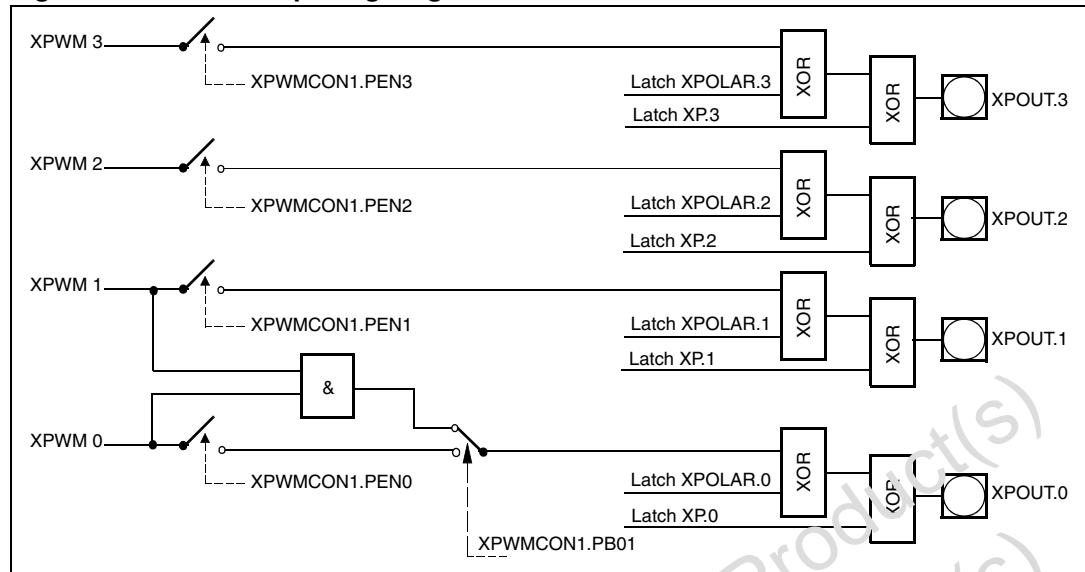 XPWM 3
XPWMCON1.PEN3
Latch XPOLAR.3
Latch XP.3
XOR
XOR
XPOUT.3
XPWM 2
XPWMCON1.PEN2
Latch XPOLAR.2
Latch XP.2
XOR
XOR
XPOUT.2
XPWM 1
XPWMCON1.PEN1
Latch XPOLAR.1
Latch XP.1
XOR
XOR
XPOUT.1
&
XPWM 0
XPWMCON1.PEN0
XPWMCON1.PB01
Latch XPOLAR.0
Latch XP.0
XOR
XOR
XPOUT.0
Product(s)